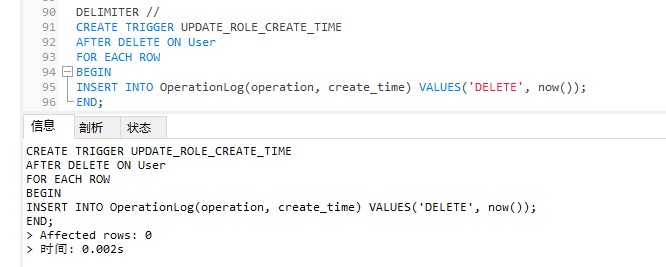 90 DELIMITER //
91 CREATE TRIGGER UPDATE_ROLE_CREATE_TIME
92 AFTER DELETE ON User
93 FOR EACH ROW
94 BEGIN
95 INSERT INTO OperationLog(operation, create_time) VALUES('DELETE', now());
96 END;
信息 剖析 状态
CREATE TRIGGER UPDATE_ROLE_CREATE_TIME
AFTER DELETE ON User
FOR EACH ROW
BEGIN
INSERT INTO OperationLog(operation, create_time) VALUES('DELETE', now());
END;
> Affected rows: 0
> 时间: 0.002s